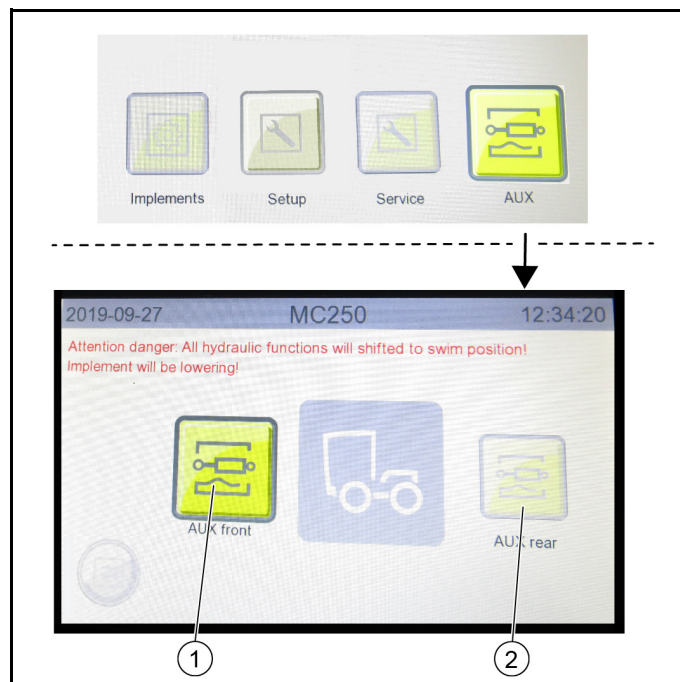 Implements
Setup
Service
AUX
2019-09-27 MC250 12:34:20
Attention danger: All hydraulic functions will shifted to swim position!
Implement will be lowering!
AUX front
AUX rear
1
2